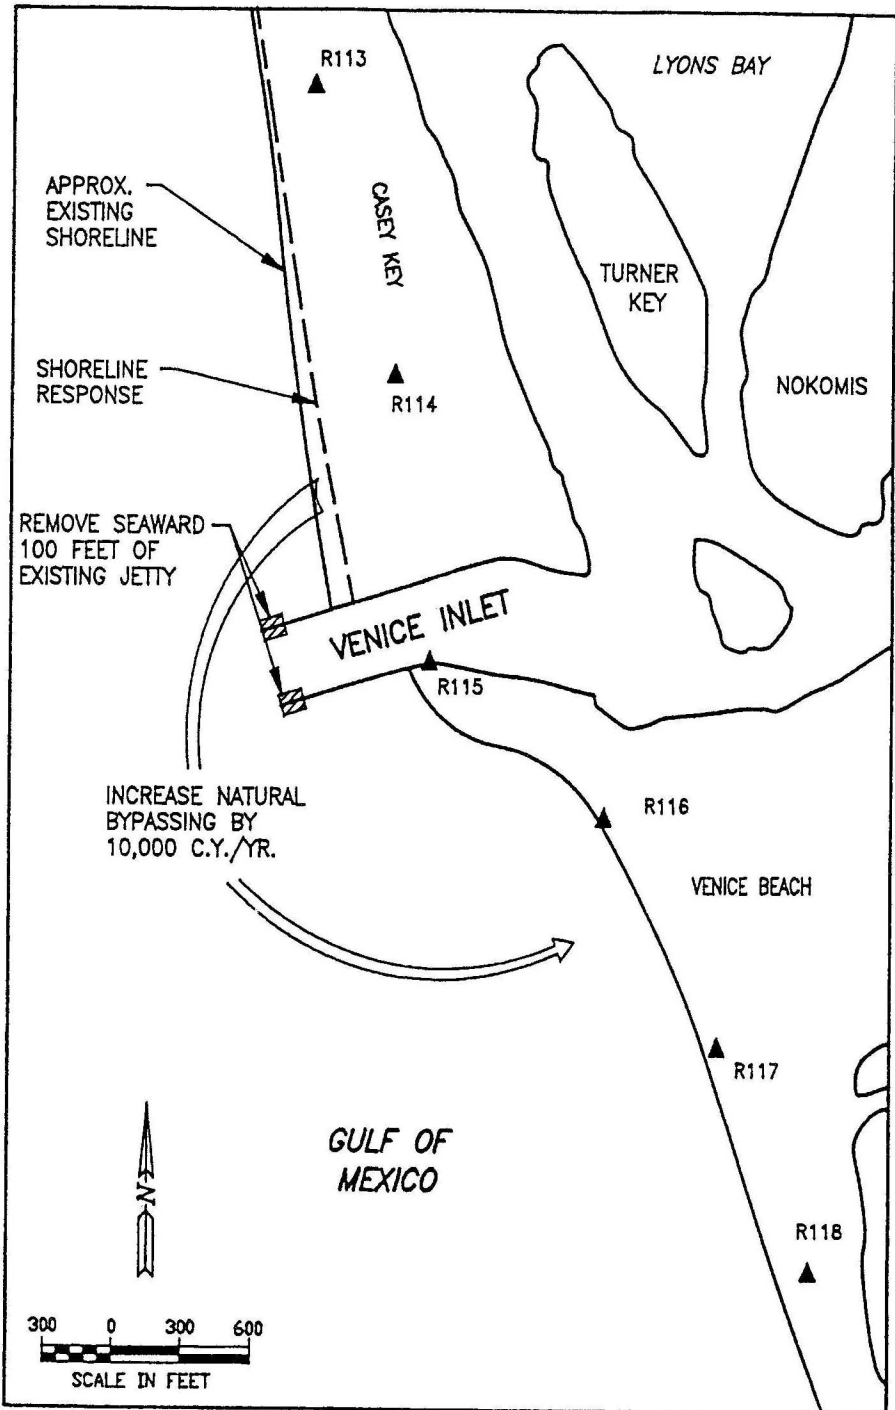 R113
LYONS BAY
APPROX.
EXISTING
SHORELINE
CASEY KEY
TURNER
KEY
SHORELINE
RESPONSE
R114
NOKOMIS
REMOVE SEAWARD
100 FEET OF
EXISTING JETTY
VENICE INLET
R115
INCREASE NATURAL
BYPASSING BY
10,000 C.Y./YR.
R116
VENICE BEACH
R117
GULF OF
MEXICO
N
R118
300 0 300 600
SCALE IN FEET